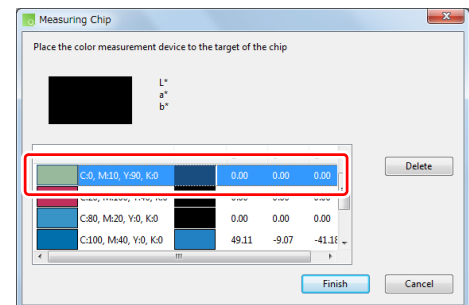 Measuring Chip
Place the color measurement device to the target of the chip
L*
a*
b*
C:0, M:10, Y:90, K:0 0.00 0.00 0.00
Delete
C:80, M:20, Y:0, K:0 0.00 0.00 0.00
C:100, M:40, Y:0, K:0 49.11 -9.07 -41.18
Finish
Cancel